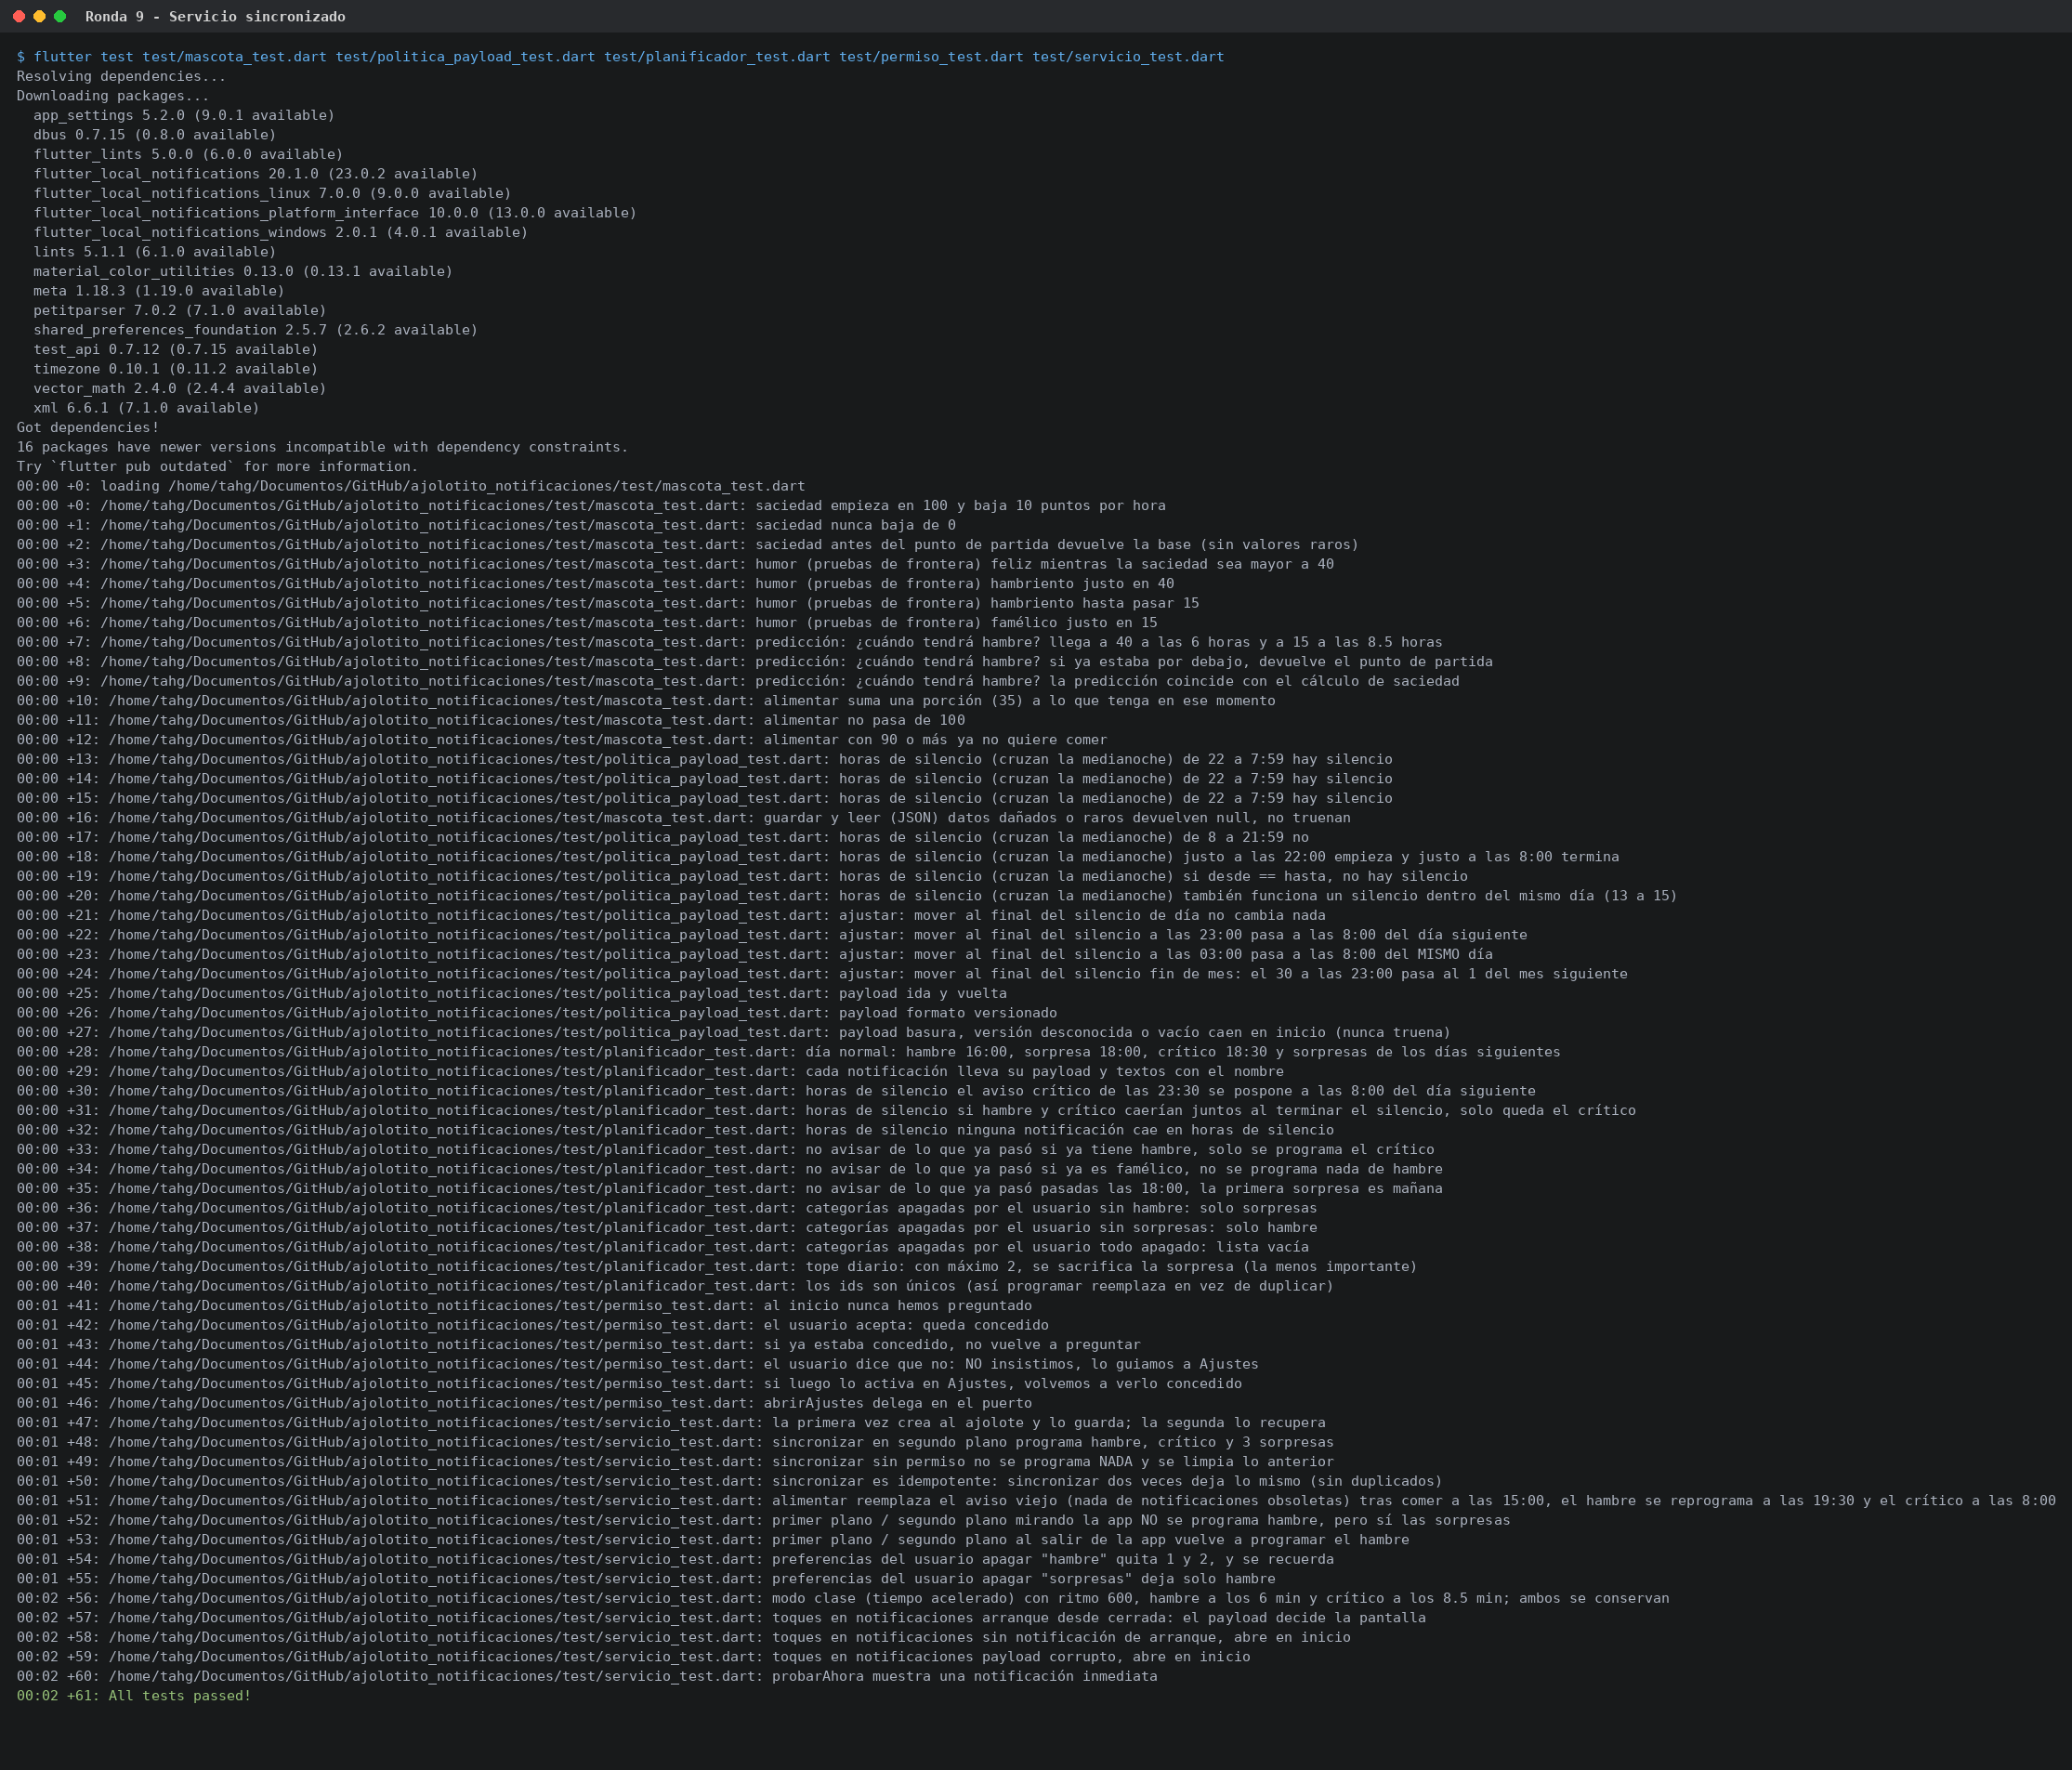 Ronda 9 - Servicio sincronizado
$ flutter test test/mascota_test.dart test/politica_payload_test.dart test/planificador_test.dart test/permiso_test.dart test/servicio_test.dart
Resolving dependencies...
Downloading packages...
  app_settings 5.2.0 (9.0.1 available)
  dbus 0.7.15 (0.8.0 available)
  flutter_lints 5.0.0 (6.0.0 available)
  flutter_local_notifications 20.1.0 (23.0.2 available)
  flutter_local_notifications_linux 7.0.0 (9.0.0 available)
  flutter_local_notifications_platform_interface 10.0.0 (13.0.0 available)
  flutter_local_notifications_windows 2.0.1 (4.0.1 available)
  lints 5.1.1 (6.1.0 available)
  material_color_utilities 0.13.0 (0.13.1 available)
  meta 1.18.3 (1.19.0 available)
  petitparser 7.0.2 (7.1.0 available)
  shared_preferences_foundation 2.5.7 (2.6.2 available)
  test_api 0.7.12 (0.7.15 available)
  timezone 0.10.1 (0.11.2 available)
  vector_math 2.4.0 (2.4.4 available)
  xml 6.6.1 (7.1.0 available)
Got dependencies!
16 packages have newer versions incompatible with dependency constraints.
Try `flutter pub outdated` for more information.
00:00 +0: loading /home/tahg/Documentos/GitHub/ajolotito_notificaciones/test/mascota_test.dart
00:00 +0: /home/tahg/Documentos/GitHub/ajolotito_notificaciones/test/mascota_test.dart: saciedad empieza en 100 y baja 10 puntos por hora
00:00 +1: /home/tahg/Documentos/GitHub/ajolotito_notificaciones/test/mascota_test.dart: saciedad nunca baja de 0
00:00 +2: /home/tahg/Documentos/GitHub/ajolotito_notificaciones/test/mascota_test.dart: saciedad antes del punto de partida devuelve la base (sin valores raros)
00:00 +3: /home/tahg/Documentos/GitHub/ajolotito_notificaciones/test/mascota_test.dart: humor (pruebas de frontera) feliz mientras la saciedad sea mayor a 40
00:00 +4: /home/tahg/Documentos/GitHub/ajolotito_notificaciones/test/mascota_test.dart: humor (pruebas de frontera) hambriento justo en 40
00:00 +5: /home/tahg/Documentos/GitHub/ajolotito_notificaciones/test/mascota_test.dart: humor (pruebas de frontera) hambriento hasta pasar 15
00:00 +6: /home/tahg/Documentos/GitHub/ajolotito_notificaciones/test/mascota_test.dart: humor (pruebas de frontera) famélico justo en 15
00:00 +7: /home/tahg/Documentos/GitHub/ajolotito_notificaciones/test/mascota_test.dart: predicción: ¿cuándo tendrá hambre? llega a 40 a las 6 horas y a 15 a las 8.5 horas
00:00 +8: /home/tahg/Documentos/GitHub/ajolotito_notificaciones/test/mascota_test.dart: predicción: ¿cuándo tendrá hambre? si ya estaba por debajo, devuelve el punto de partida
00:00 +9: /home/tahg/Documentos/GitHub/ajolotito_notificaciones/test/mascota_test.dart: predicción: ¿cuándo tendrá hambre? la predicción coincide con el cálculo de saciedad
00:00 +10: /home/tahg/Documentos/GitHub/ajolotito_notificaciones/test/mascota_test.dart: alimentar suma una porción (35) a lo que tenga en ese momento
00:00 +11: /home/tahg/Documentos/GitHub/ajolotito_notificaciones/test/mascota_test.dart: alimentar no pasa de 100
00:00 +12: /home/tahg/Documentos/GitHub/ajolotito_notificaciones/test/mascota_test.dart: alimentar con 90 o más ya no quiere comer
00:00 +13: /home/tahg/Documentos/GitHub/ajolotito_notificaciones/test/politica_payload_test.dart: horas de silencio (cruzan la medianoche) de 22 a 7:59 hay silencio
00:00 +14: /home/tahg/Documentos/GitHub/ajolotito_notificaciones/test/politica_payload_test.dart: horas de silencio (cruzan la medianoche) de 22 a 7:59 hay silencio
00:00 +15: /home/tahg/Documentos/GitHub/ajolotito_notificaciones/test/politica_payload_test.dart: horas de silencio (cruzan la medianoche) de 22 a 7:59 hay silencio
00:00 +16: /home/tahg/Documentos/GitHub/ajolotito_notificaciones/test/mascota_test.dart: guardar y leer (JSON) datos dañados o raros devuelven null, no truenan
00:00 +17: /home/tahg/Documentos/GitHub/ajolotito_notificaciones/test/politica_payload_test.dart: horas de silencio (cruzan la medianoche) de 8 a 21:59 no
00:00 +18: /home/tahg/Documentos/GitHub/ajolotito_notificaciones/test/politica_payload_test.dart: horas de silencio (cruzan la medianoche) justo a las 22:00 empieza y justo a las 8:00 termina
00:00 +19: /home/tahg/Documentos/GitHub/ajolotito_notificaciones/test/politica_payload_test.dart: horas de silencio (cruzan la medianoche) si desde == hasta, no hay silencio
00:00 +20: /home/tahg/Documentos/GitHub/ajolotito_notificaciones/test/politica_payload_test.dart: horas de silencio (cruzan la medianoche) también funciona un silencio dentro del mismo día (13 a 15)
00:00 +21: /home/tahg/Documentos/GitHub/ajolotito_notificaciones/test/politica_payload_test.dart: ajustar: mover al final del silencio de día no cambia nada
00:00 +22: /home/tahg/Documentos/GitHub/ajolotito_notificaciones/test/politica_payload_test.dart: ajustar: mover al final del silencio a las 23:00 pasa a las 8:00 del día siguiente
00:00 +23: /home/tahg/Documentos/GitHub/ajolotito_notificaciones/test/politica_payload_test.dart: ajustar: mover al final del silencio a las 03:00 pasa a las 8:00 del MISMO día
00:00 +24: /home/tahg/Documentos/GitHub/ajolotito_notificaciones/test/politica_payload_test.dart: ajustar: mover al final del silencio fin de mes: el 30 a las 23:00 pasa al 1 del mes siguiente
00:00 +25: /home/tahg/Documentos/GitHub/ajolotito_notificaciones/test/politica_payload_test.dart: payload ida y vuelta
00:00 +26: /home/tahg/Documentos/GitHub/ajolotito_notificaciones/test/politica_payload_test.dart: payload formato versionado
00:00 +27: /home/tahg/Documentos/GitHub/ajolotito_notificaciones/test/politica_payload_test.dart: payload basura, versión desconocida o vacío caen en inicio (nunca truena)
00:00 +28: /home/tahg/Documentos/GitHub/ajolotito_notificaciones/test/planificador_test.dart: día normal: hambre 16:00, sorpresa 18:00, crítico 18:30 y sorpresas de los días siguientes
00:00 +29: /home/tahg/Documentos/GitHub/ajolotito_notificaciones/test/planificador_test.dart: cada notificación lleva su payload y textos con el nombre
00:00 +30: /home/tahg/Documentos/GitHub/ajolotito_notificaciones/test/planificador_test.dart: horas de silencio el aviso crítico de las 23:30 se pospone a las 8:00 del día siguiente
00:00 +31: /home/tahg/Documentos/GitHub/ajolotito_notificaciones/test/planificador_test.dart: horas de silencio si hambre y crítico caerían juntos al terminar el silencio, solo queda el crítico
00:00 +32: /home/tahg/Documentos/GitHub/ajolotito_notificaciones/test/planificador_test.dart: horas de silencio ninguna notificación cae en horas de silencio
00:00 +33: /home/tahg/Documentos/GitHub/ajolotito_notificaciones/test/planificador_test.dart: no avisar de lo que ya pasó si ya tiene hambre, solo se programa el crítico
00:00 +34: /home/tahg/Documentos/GitHub/ajolotito_notificaciones/test/planificador_test.dart: no avisar de lo que ya pasó si ya es famélico, no se programa nada de hambre
00:00 +35: /home/tahg/Documentos/GitHub/ajolotito_notificaciones/test/planificador_test.dart: no avisar de lo que ya pasó pasadas las 18:00, la primera sorpresa es mañana
00:00 +36: /home/tahg/Documentos/GitHub/ajolotito_notificaciones/test/planificador_test.dart: categorías apagadas por el usuario sin hambre: solo sorpresas
00:00 +37: /home/tahg/Documentos/GitHub/ajolotito_notificaciones/test/planificador_test.dart: categorías apagadas por el usuario sin sorpresas: solo hambre
00:00 +38: /home/tahg/Documentos/GitHub/ajolotito_notificaciones/test/planificador_test.dart: categorías apagadas por el usuario todo apagado: lista vacía
00:00 +39: /home/tahg/Documentos/GitHub/ajolotito_notificaciones/test/planificador_test.dart: tope diario: con máximo 2, se sacrifica la sorpresa (la menos importante)
00:00 +40: /home/tahg/Documentos/GitHub/ajolotito_notificaciones/test/planificador_test.dart: los ids son únicos (así programar reemplaza en vez de duplicar)
00:01 +41: /home/tahg/Documentos/GitHub/ajolotito_notificaciones/test/permiso_test.dart: al inicio nunca hemos preguntado
00:01 +42: /home/tahg/Documentos/GitHub/ajolotito_notificaciones/test/permiso_test.dart: el usuario acepta: queda concedido
00:01 +43: /home/tahg/Documentos/GitHub/ajolotito_notificaciones/test/permiso_test.dart: si ya estaba concedido, no vuelve a preguntar
00:01 +44: /home/tahg/Documentos/GitHub/ajolotito_notificaciones/test/permiso_test.dart: el usuario dice que no: NO insistimos, lo guiamos a Ajustes
00:01 +45: /home/tahg/Documentos/GitHub/ajolotito_notificaciones/test/permiso_test.dart: si luego lo activa en Ajustes, volvemos a verlo concedido
00:01 +46: /home/tahg/Documentos/GitHub/ajolotito_notificaciones/test/permiso_test.dart: abrirAjustes delega en el puerto
00:01 +47: /home/tahg/Documentos/GitHub/ajolotito_notificaciones/test/servicio_test.dart: la primera vez crea al ajolote y lo guarda; la segunda lo recupera
00:01 +48: /home/tahg/Documentos/GitHub/ajolotito_notificaciones/test/servicio_test.dart: sincronizar en segundo plano programa hambre, crítico y 3 sorpresas
00:01 +49: /home/tahg/Documentos/GitHub/ajolotito_notificaciones/test/servicio_test.dart: sincronizar sin permiso no se programa NADA y se limpia lo anterior
00:01 +50: /home/tahg/Documentos/GitHub/ajolotito_notificaciones/test/servicio_test.dart: sincronizar es idempotente: sincronizar dos veces deja lo mismo (sin duplicados)
00:01 +51: /home/tahg/Documentos/GitHub/ajolotito_notificaciones/test/servicio_test.dart: alimentar reemplaza el aviso viejo (nada de notificaciones obsoletas) tras comer a las 15:00, el hambre se reprograma a las 19:30 y el crítico a las 8:00
00:01 +52: /home/tahg/Documentos/GitHub/ajolotito_notificaciones/test/servicio_test.dart: primer plano / segundo plano mirando la app NO se programa hambre, pero sí las sorpresas
00:01 +53: /home/tahg/Documentos/GitHub/ajolotito_notificaciones/test/servicio_test.dart: primer plano / segundo plano al salir de la app vuelve a programar el hambre
00:01 +54: /home/tahg/Documentos/GitHub/ajolotito_notificaciones/test/servicio_test.dart: preferencias del usuario apagar "hambre" quita 1 y 2, y se recuerda
00:01 +55: /home/tahg/Documentos/GitHub/ajolotito_notificaciones/test/servicio_test.dart: preferencias del usuario apagar "sorpresas" deja solo hambre
00:02 +56: /home/tahg/Documentos/GitHub/ajolotito_notificaciones/test/servicio_test.dart: modo clase (tiempo acelerado) con ritmo 600, hambre a los 6 min y crítico a los 8.5 min; ambos se conservan
00:02 +57: /home/tahg/Documentos/GitHub/ajolotito_notificaciones/test/servicio_test.dart: toques en notificaciones arranque desde cerrada: el payload decide la pantalla
00:02 +58: /home/tahg/Documentos/GitHub/ajolotito_notificaciones/test/servicio_test.dart: toques en notificaciones sin notificación de arranque, abre en inicio
00:02 +59: /home/tahg/Documentos/GitHub/ajolotito_notificaciones/test/servicio_test.dart: toques en notificaciones payload corrupto, abre en inicio
00:02 +60: /home/tahg/Documentos/GitHub/ajolotito_notificaciones/test/servicio_test.dart: probarAhora muestra una notificación inmediata
00:02 +61: All tests passed!